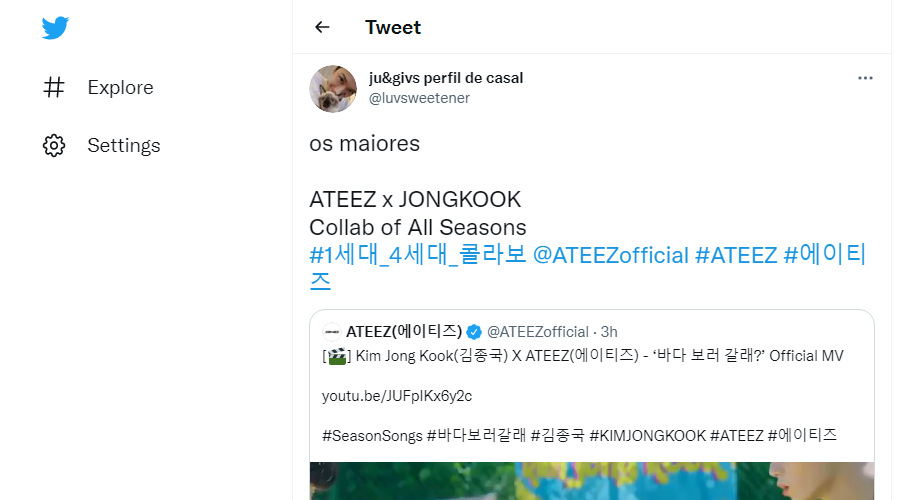 Tweet
Explore
Settings
ju&givs perfil de casal
@luvsweetener
os maiores
ATEEZ x JONGKOOK
Collab of All Seasons
#1세대_4세대_콜라보 @ATEEZofficial #ATEEZ #에이티
즈
ATEEZ(에이티즈) @ATEEZofficial · 3h
[🎬] Kim Jong Kook(김종국) X ATEEZ(에이티즈) - ‘바다 보러 갈래?’ Official MV
youtu.be/JUFpIKx6y2c
#SeasonSongs #바다보러갈래 #김종국 #KIMJONGKOOK #ATEEZ #에이티즈